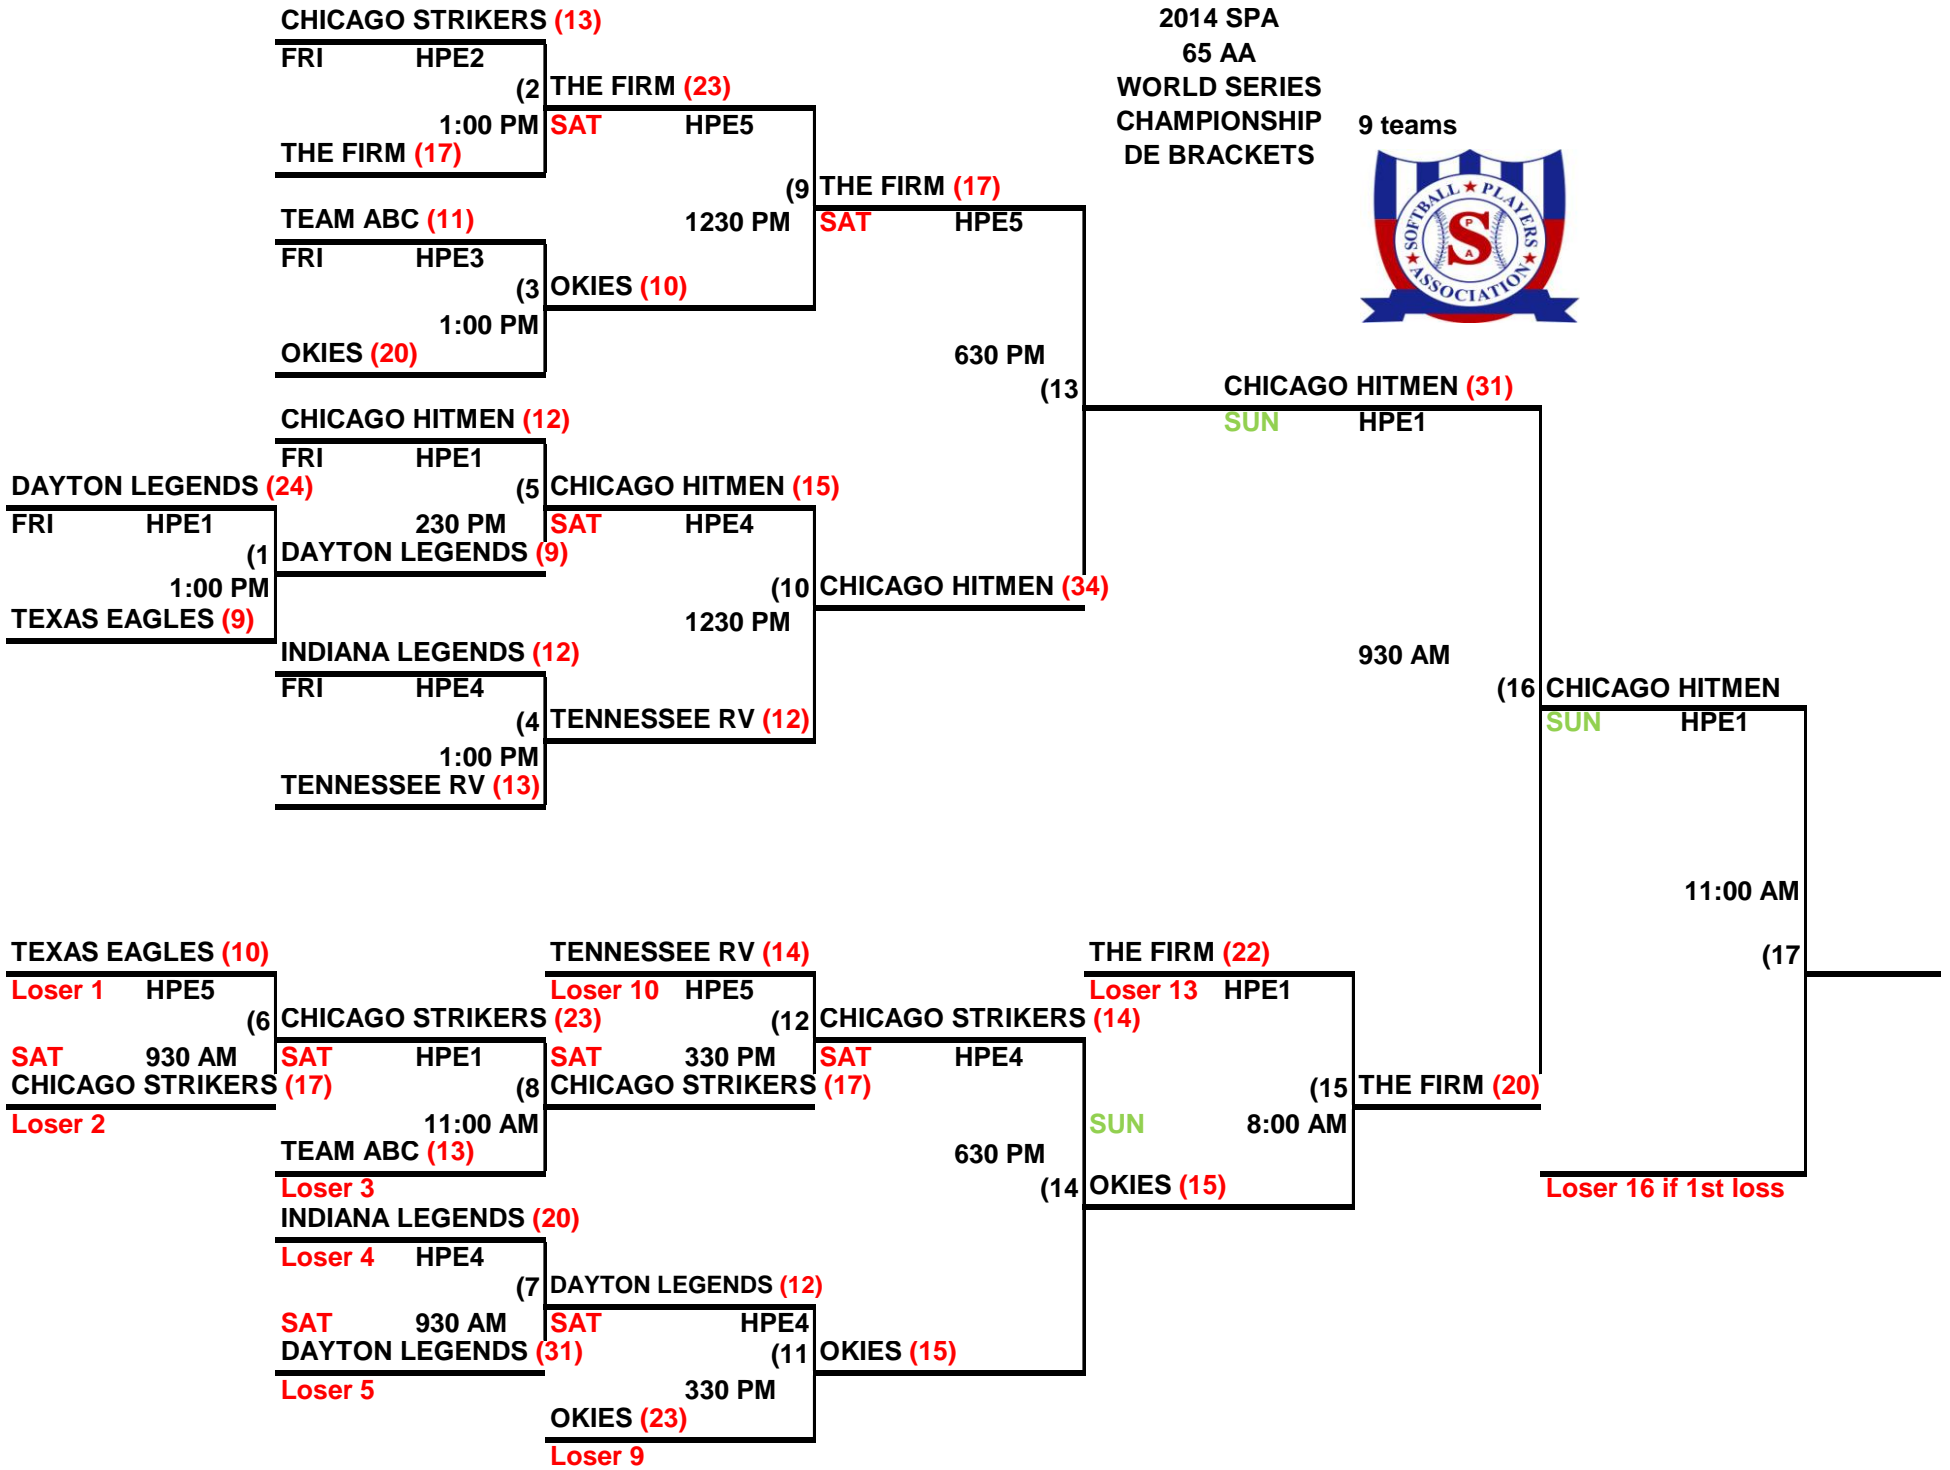 CHICAGO STRIKERS (13)
2014 SPA
65 AA
WORLD SERIES
CHAMPIONSHIP
DE BRACKETS
9 teams
SOFTBALL ★ PLAYERS ★ ASSOCIATION ★
P
S
A
FRI HPE2
(2 THE FIRM (23)
1:00 PM SAT HPE5
THE FIRM (17)
(9 THE FIRM (17)
TEAM ABC (11)
1230 PM SAT HPE5
FRI HPE3
(3 OKIES (10)
1:00 PM
OKIES (20)
630 PM
(13 CHICAGO HITMEN (31)
SUN HPE1
CHICAGO HITMEN (12)
FRI HPE1
DAYTON LEGENDS (24)
(5 CHICAGO HITMEN (15)
FRI HPE1
230 PM SAT HPE4
(1 DAYTON LEGENDS (9)
1:00 PM
(10 CHICAGO HITMEN (34)
TEXAS EAGLES (9)
1230 PM
INDIANA LEGENDS (12)
930 AM
FRI HPE4
(16 CHICAGO HITMEN
(4 TENNESSEE RV (12)
SUN HPE1
1:00 PM
TENNESSEE RV (13)
11:00 AM
(17
TEXAS EAGLES (10)
TENNESSEE RV (14)
THE FIRM (22)
Loser 1 HPE5
Loser 10 HPE5
Loser 13 HPE1
(6 CHICAGO STRIKERS (23)
(12 CHICAGO STRIKERS (14)
SAT 930 AM SAT HPE1
SAT 330 PM SAT HPE4
CHICAGO STRIKERS (17)
(8 CHICAGO STRIKERS (17)
(15 THE FIRM (20)
Loser 2
11:00 AM
SUN 8:00 AM
TEAM ABC (13)
630 PM
Loser 3
(14 OKIES (15)
Loser 16 if 1st loss
INDIANA LEGENDS (20)
Loser 4 HPE4
(7 DAYTON LEGENDS (12)
SAT 930 AM SAT HPE4
DAYTON LEGENDS (31)
(11 OKIES (15)
Loser 5
330 PM
OKIES (23)
Loser 9